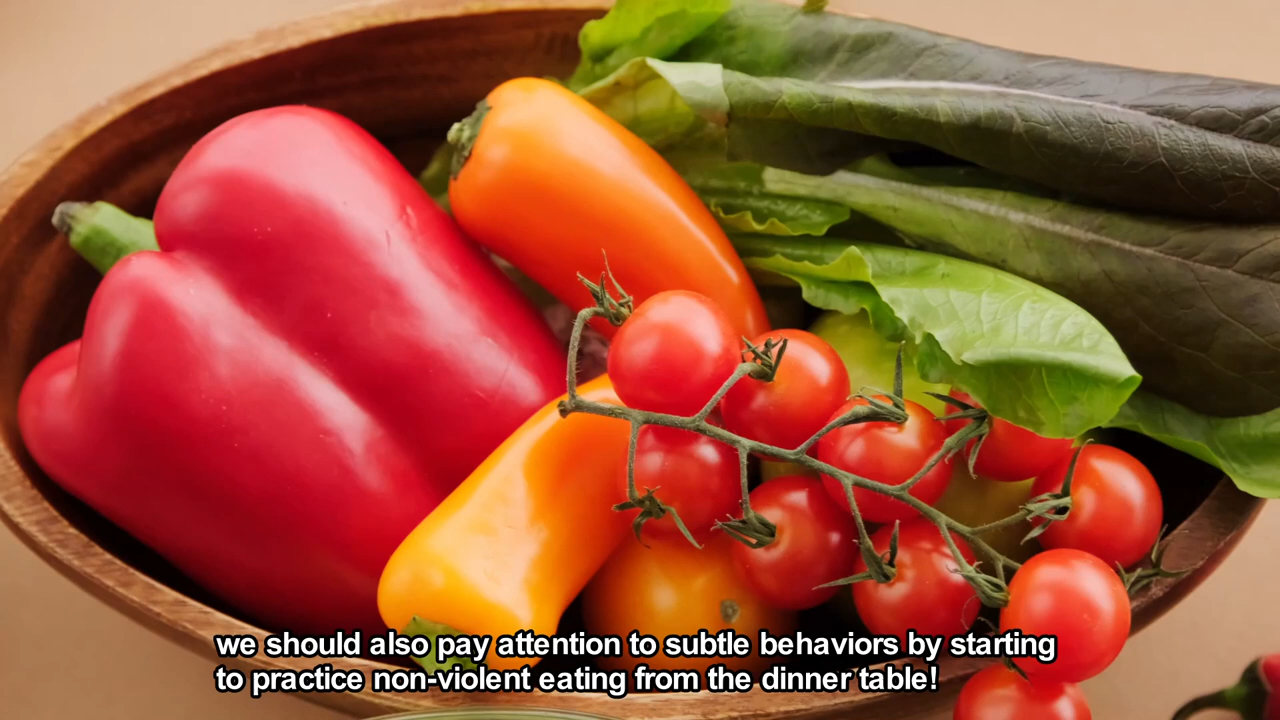 we should also pay attention to subtle behaviors by starting
to practice non-violent eating from the dinner table!